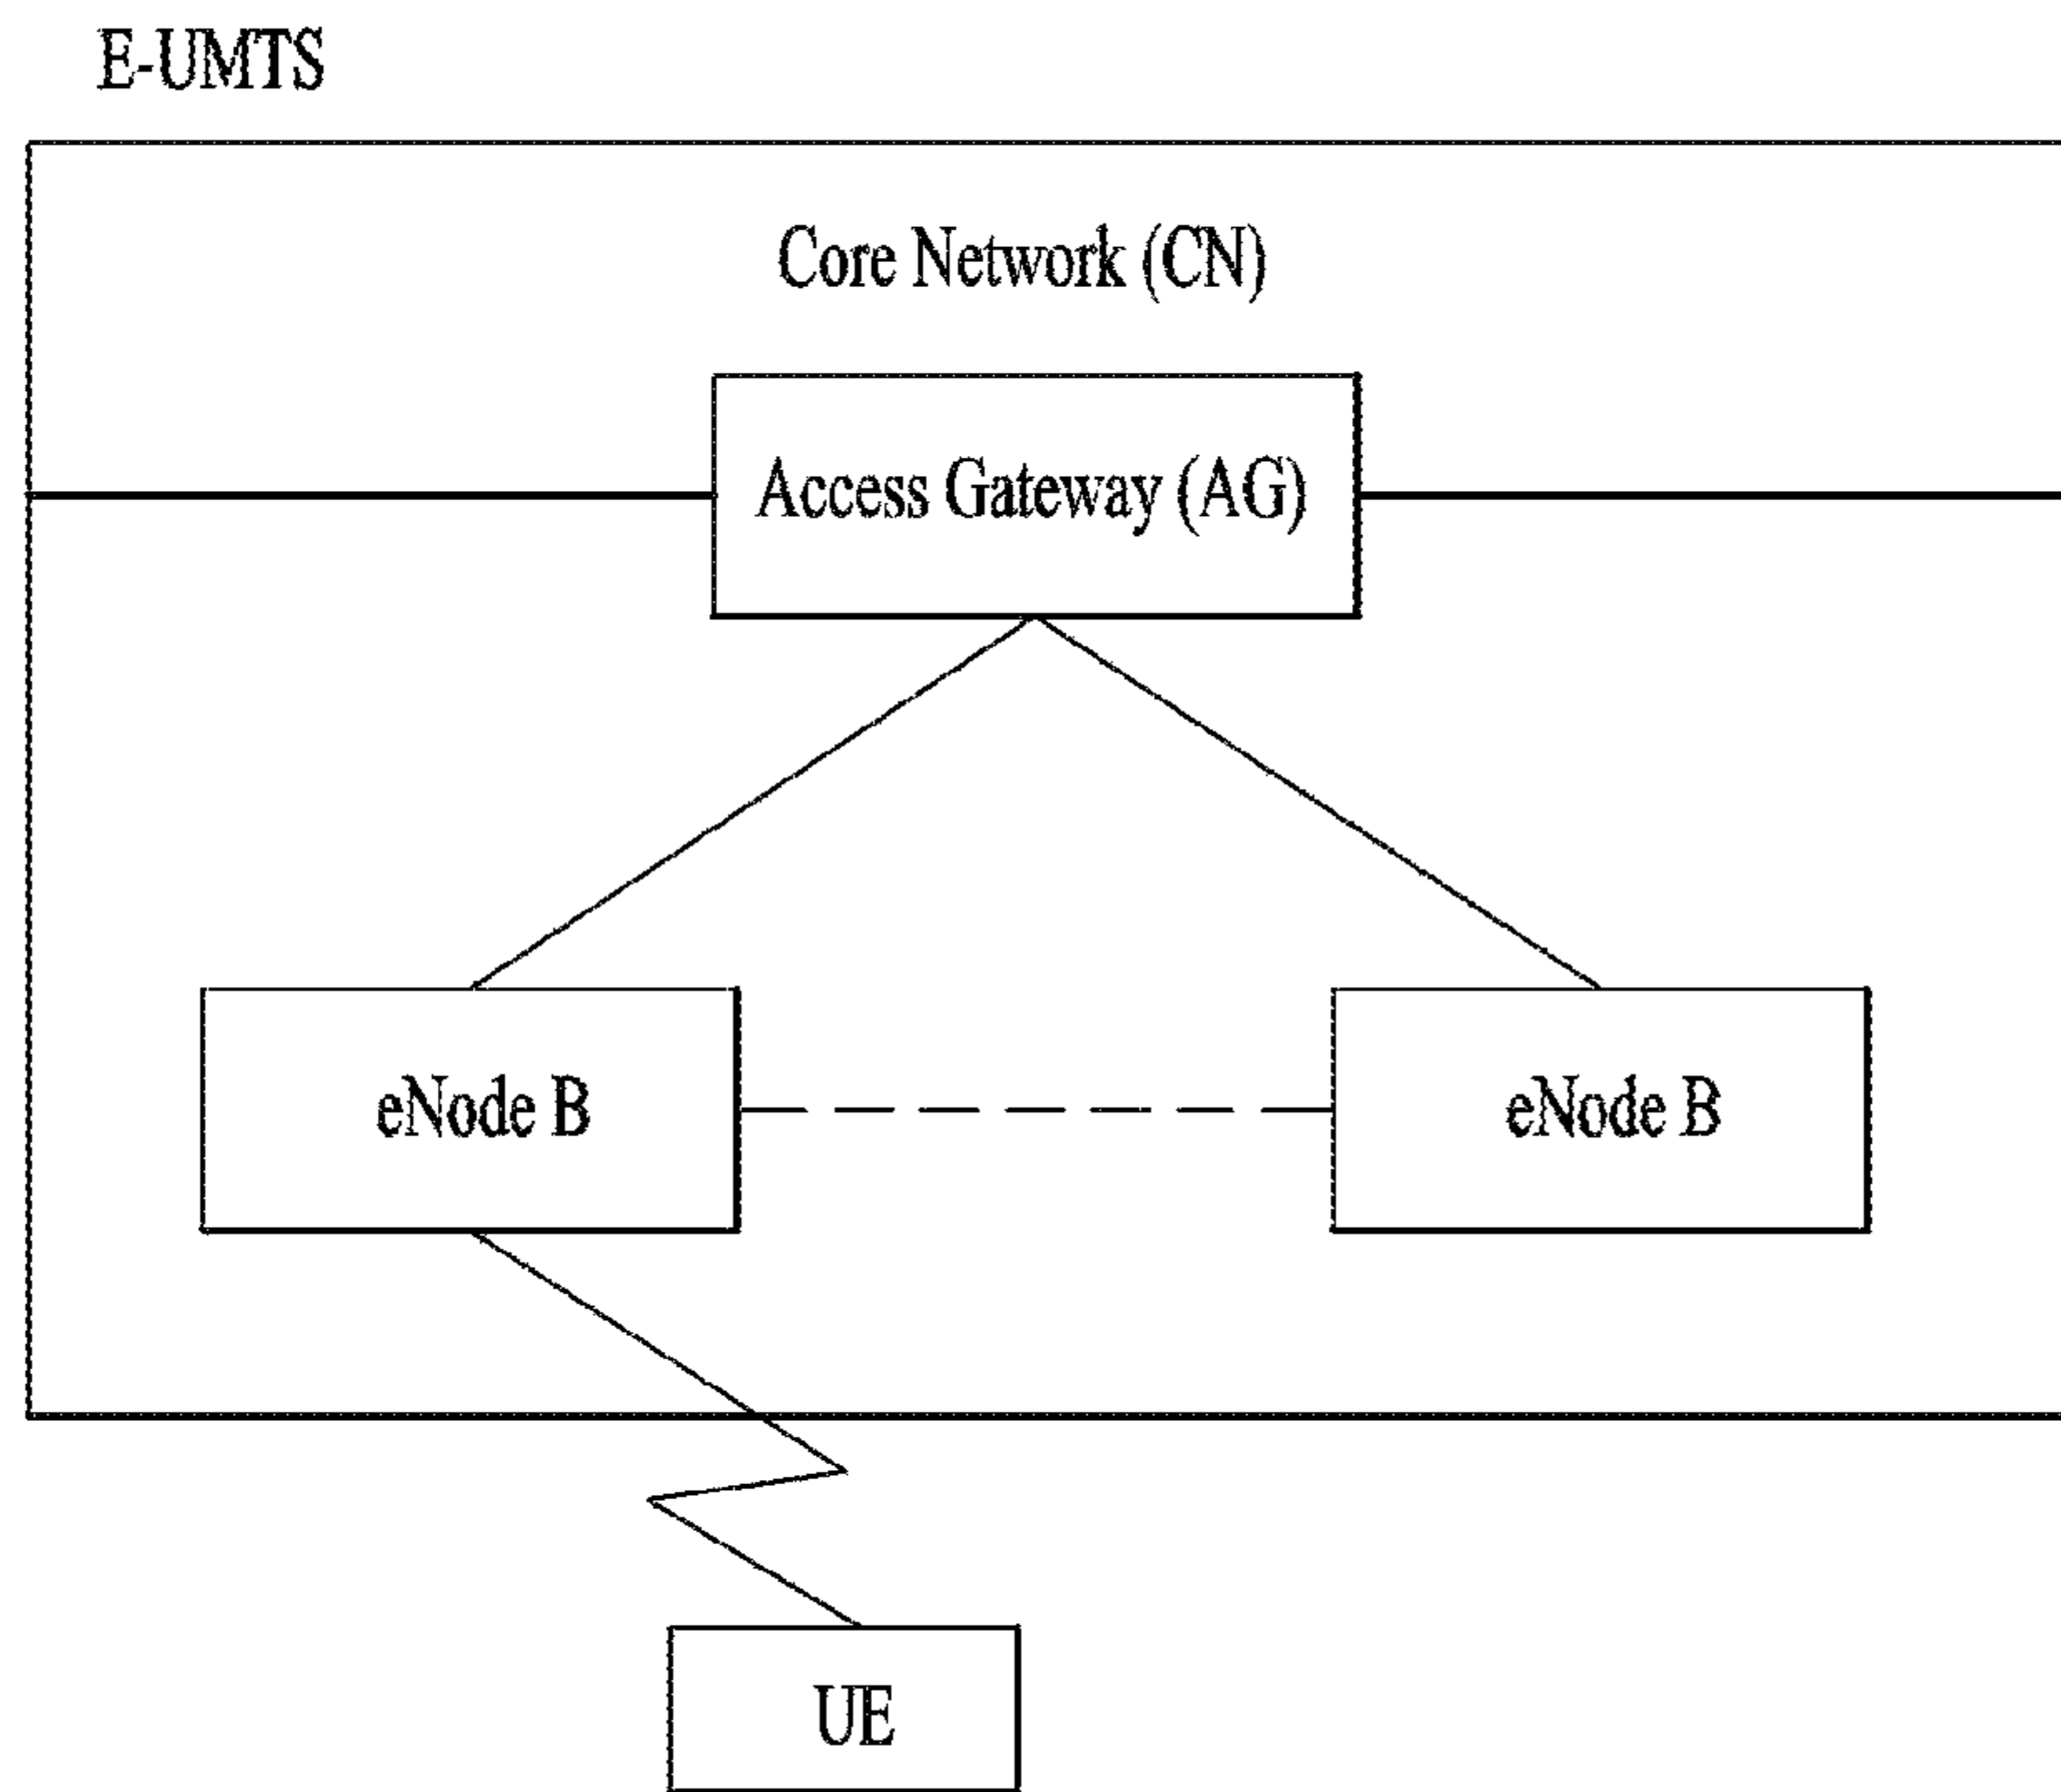 E-UMTS
Core Network (CN)
Access Gateway (AG)
eNode B
eNode B
UE